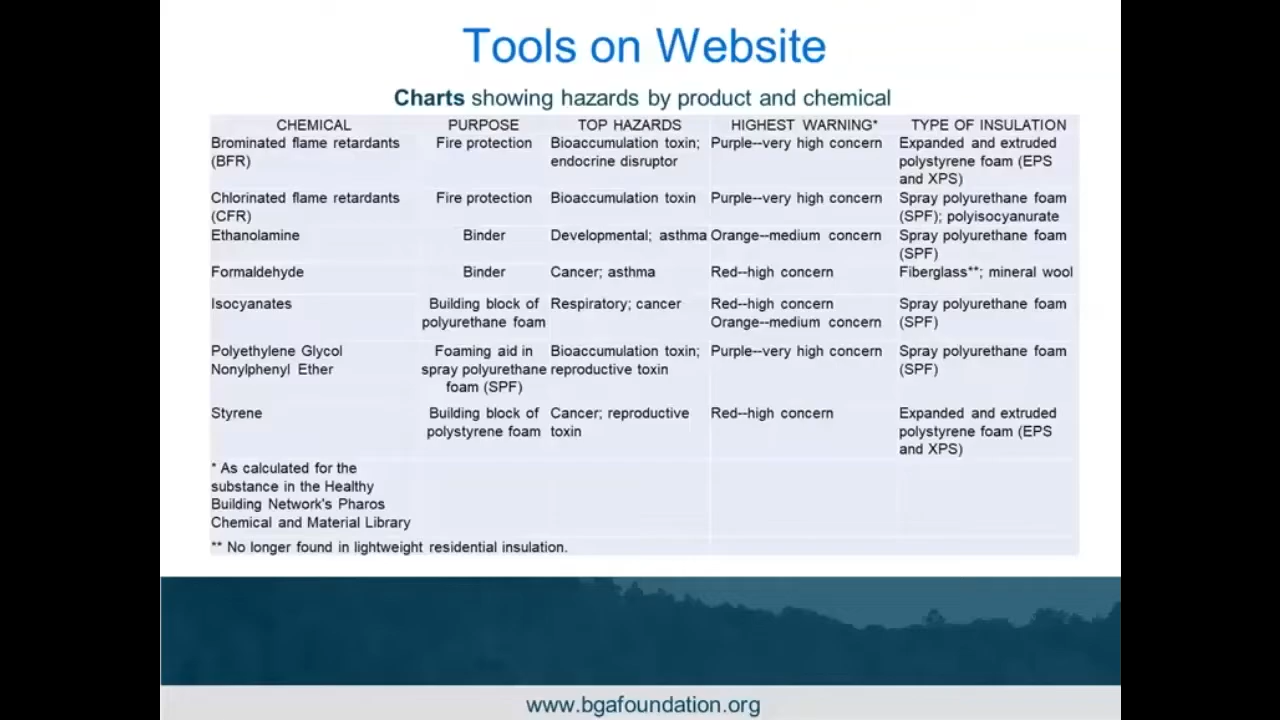 Tools on Website
Charts showing hazards by product and chemical
CHEMICAL PURPOSE TOP HAZARDS HIGHEST WARNING* TYPE OF INSULATION
Brominated flame retardants Fire protection Bioaccumulation toxin; Purple--very high concern Expanded and extruded
(BFR) endocrine disruptor polystyrene foam (EPS
and XPS)
Chlorinated flame retardants Fire protection Bioaccumulation toxin Purple--very high concern Spray polyurethane foam
(CFR) (SPF); polyisocyanurate
Ethanolamine Binder Developmental; asthma Orange--medium concern Spray polyurethane foam
(SPF)
Formaldehyde Binder Cancer; asthma Red--high concern Fiberglass**; mineral wool
Isocyanates Building block of Respiratory; cancer Red--high concern Spray polyurethane foam
polyurethane foam Orange--medium concern (SPF)
Polyethylene Glycol Foaming aid in Bioaccumulation toxin; Purple--very high concern Spray polyurethane foam
Nonylphenyl Ether spray polyurethane reproductive toxin (SPF)
foam (SPF)
Styrene Building block of Cancer; reproductive Red--high concern Expanded and extruded
polystyrene foam toxin polystyrene foam (EPS
and XPS)
* As calculated for the
substance in the Healthy
Building Network's Pharos
Chemical and Material Library
** No longer found in lightweight residential insulation.
www.bgafoundation.org